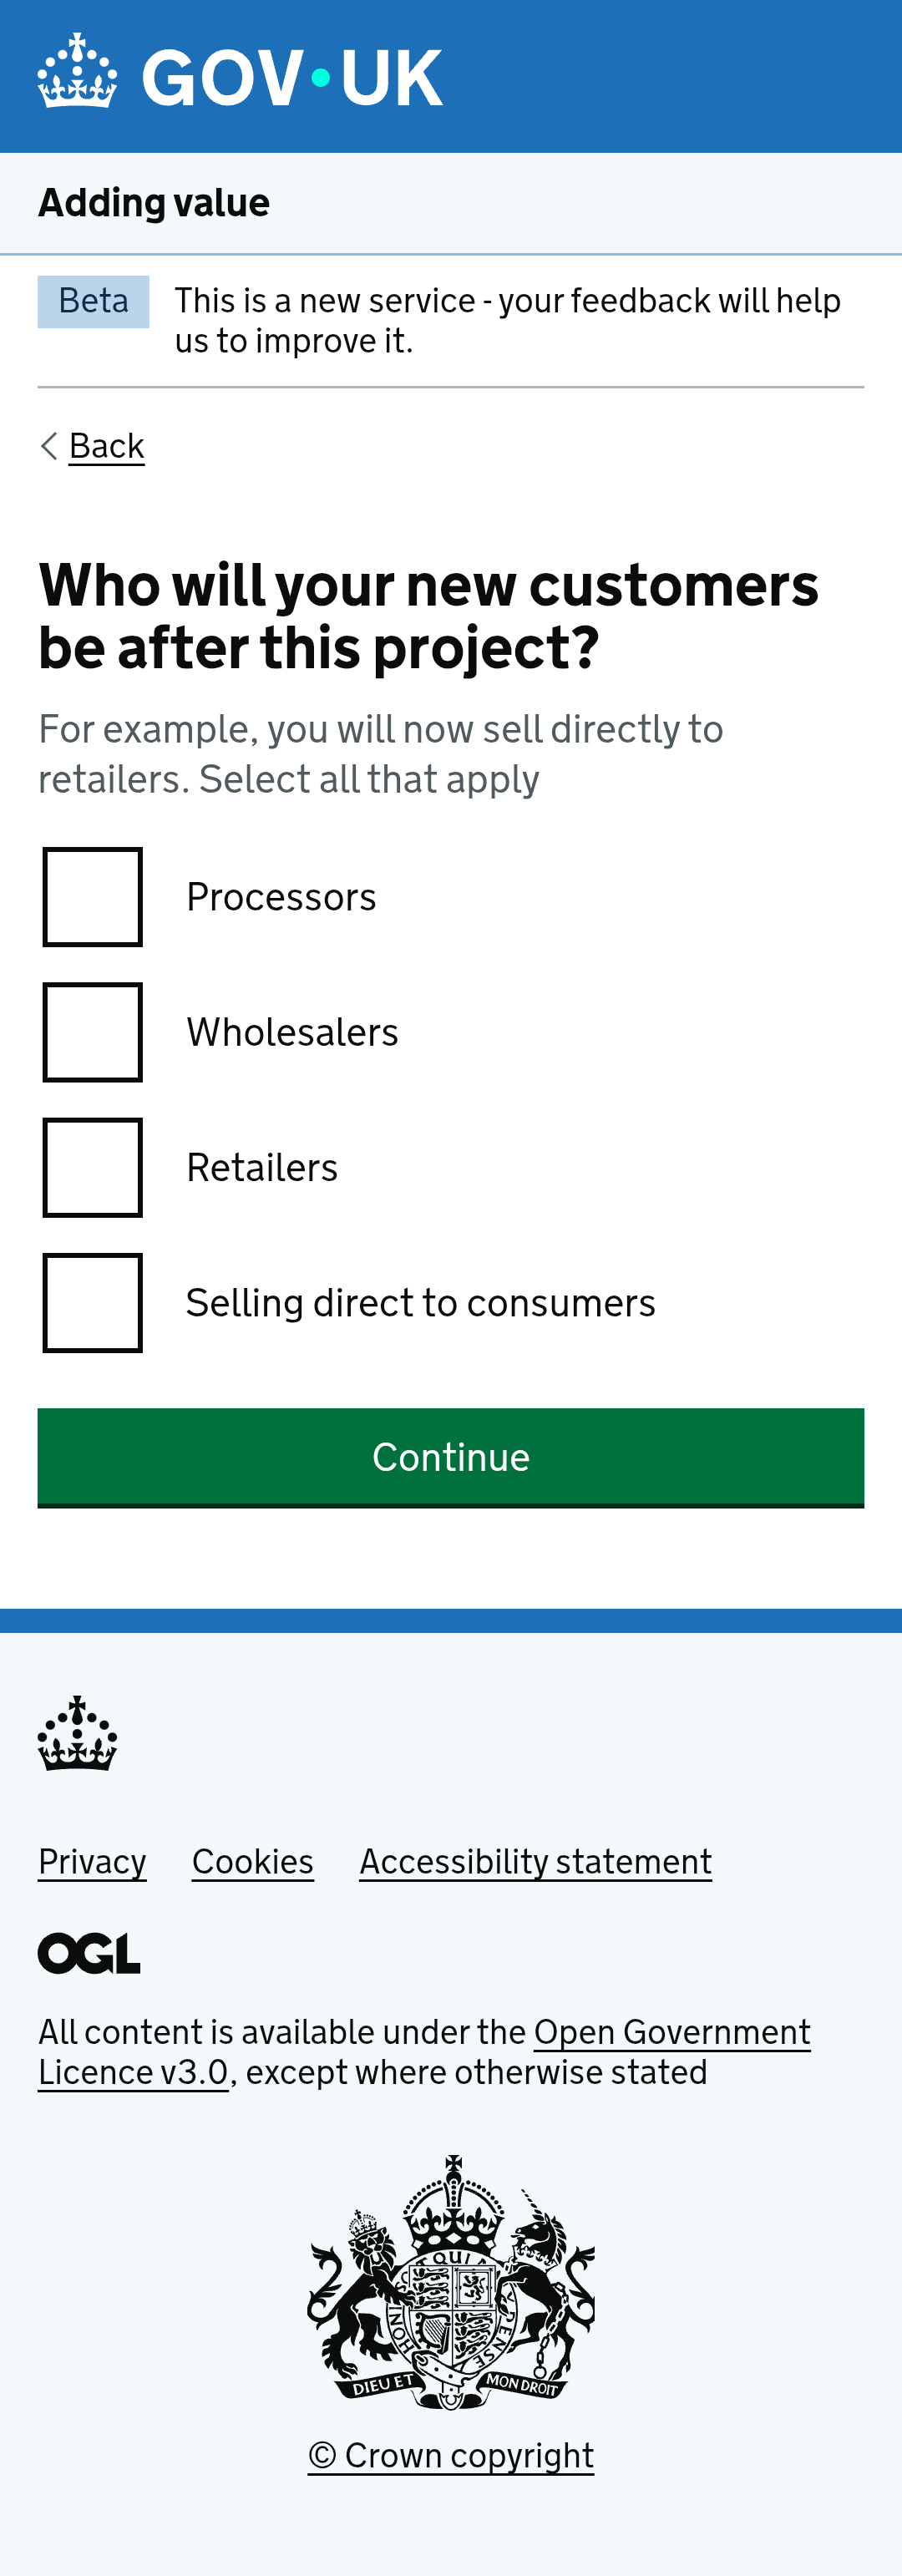 GOV·UK
Adding value
Beta
This is a new service - your feedback will help
us to improve it.
Back
Who will your new customers
be after this project?
For example, you will now sell directly to
retailers. Select all that apply
Processors
Wholesalers
Retailers
Selling direct to consumers
Continue
Privacy Cookies Accessibility statement
OGL
All content is available under the Open Government
Licence v3.0, except where otherwise stated
QUI
HONI
PENSE
DIEU ET MON DROIT
© Crown copyright